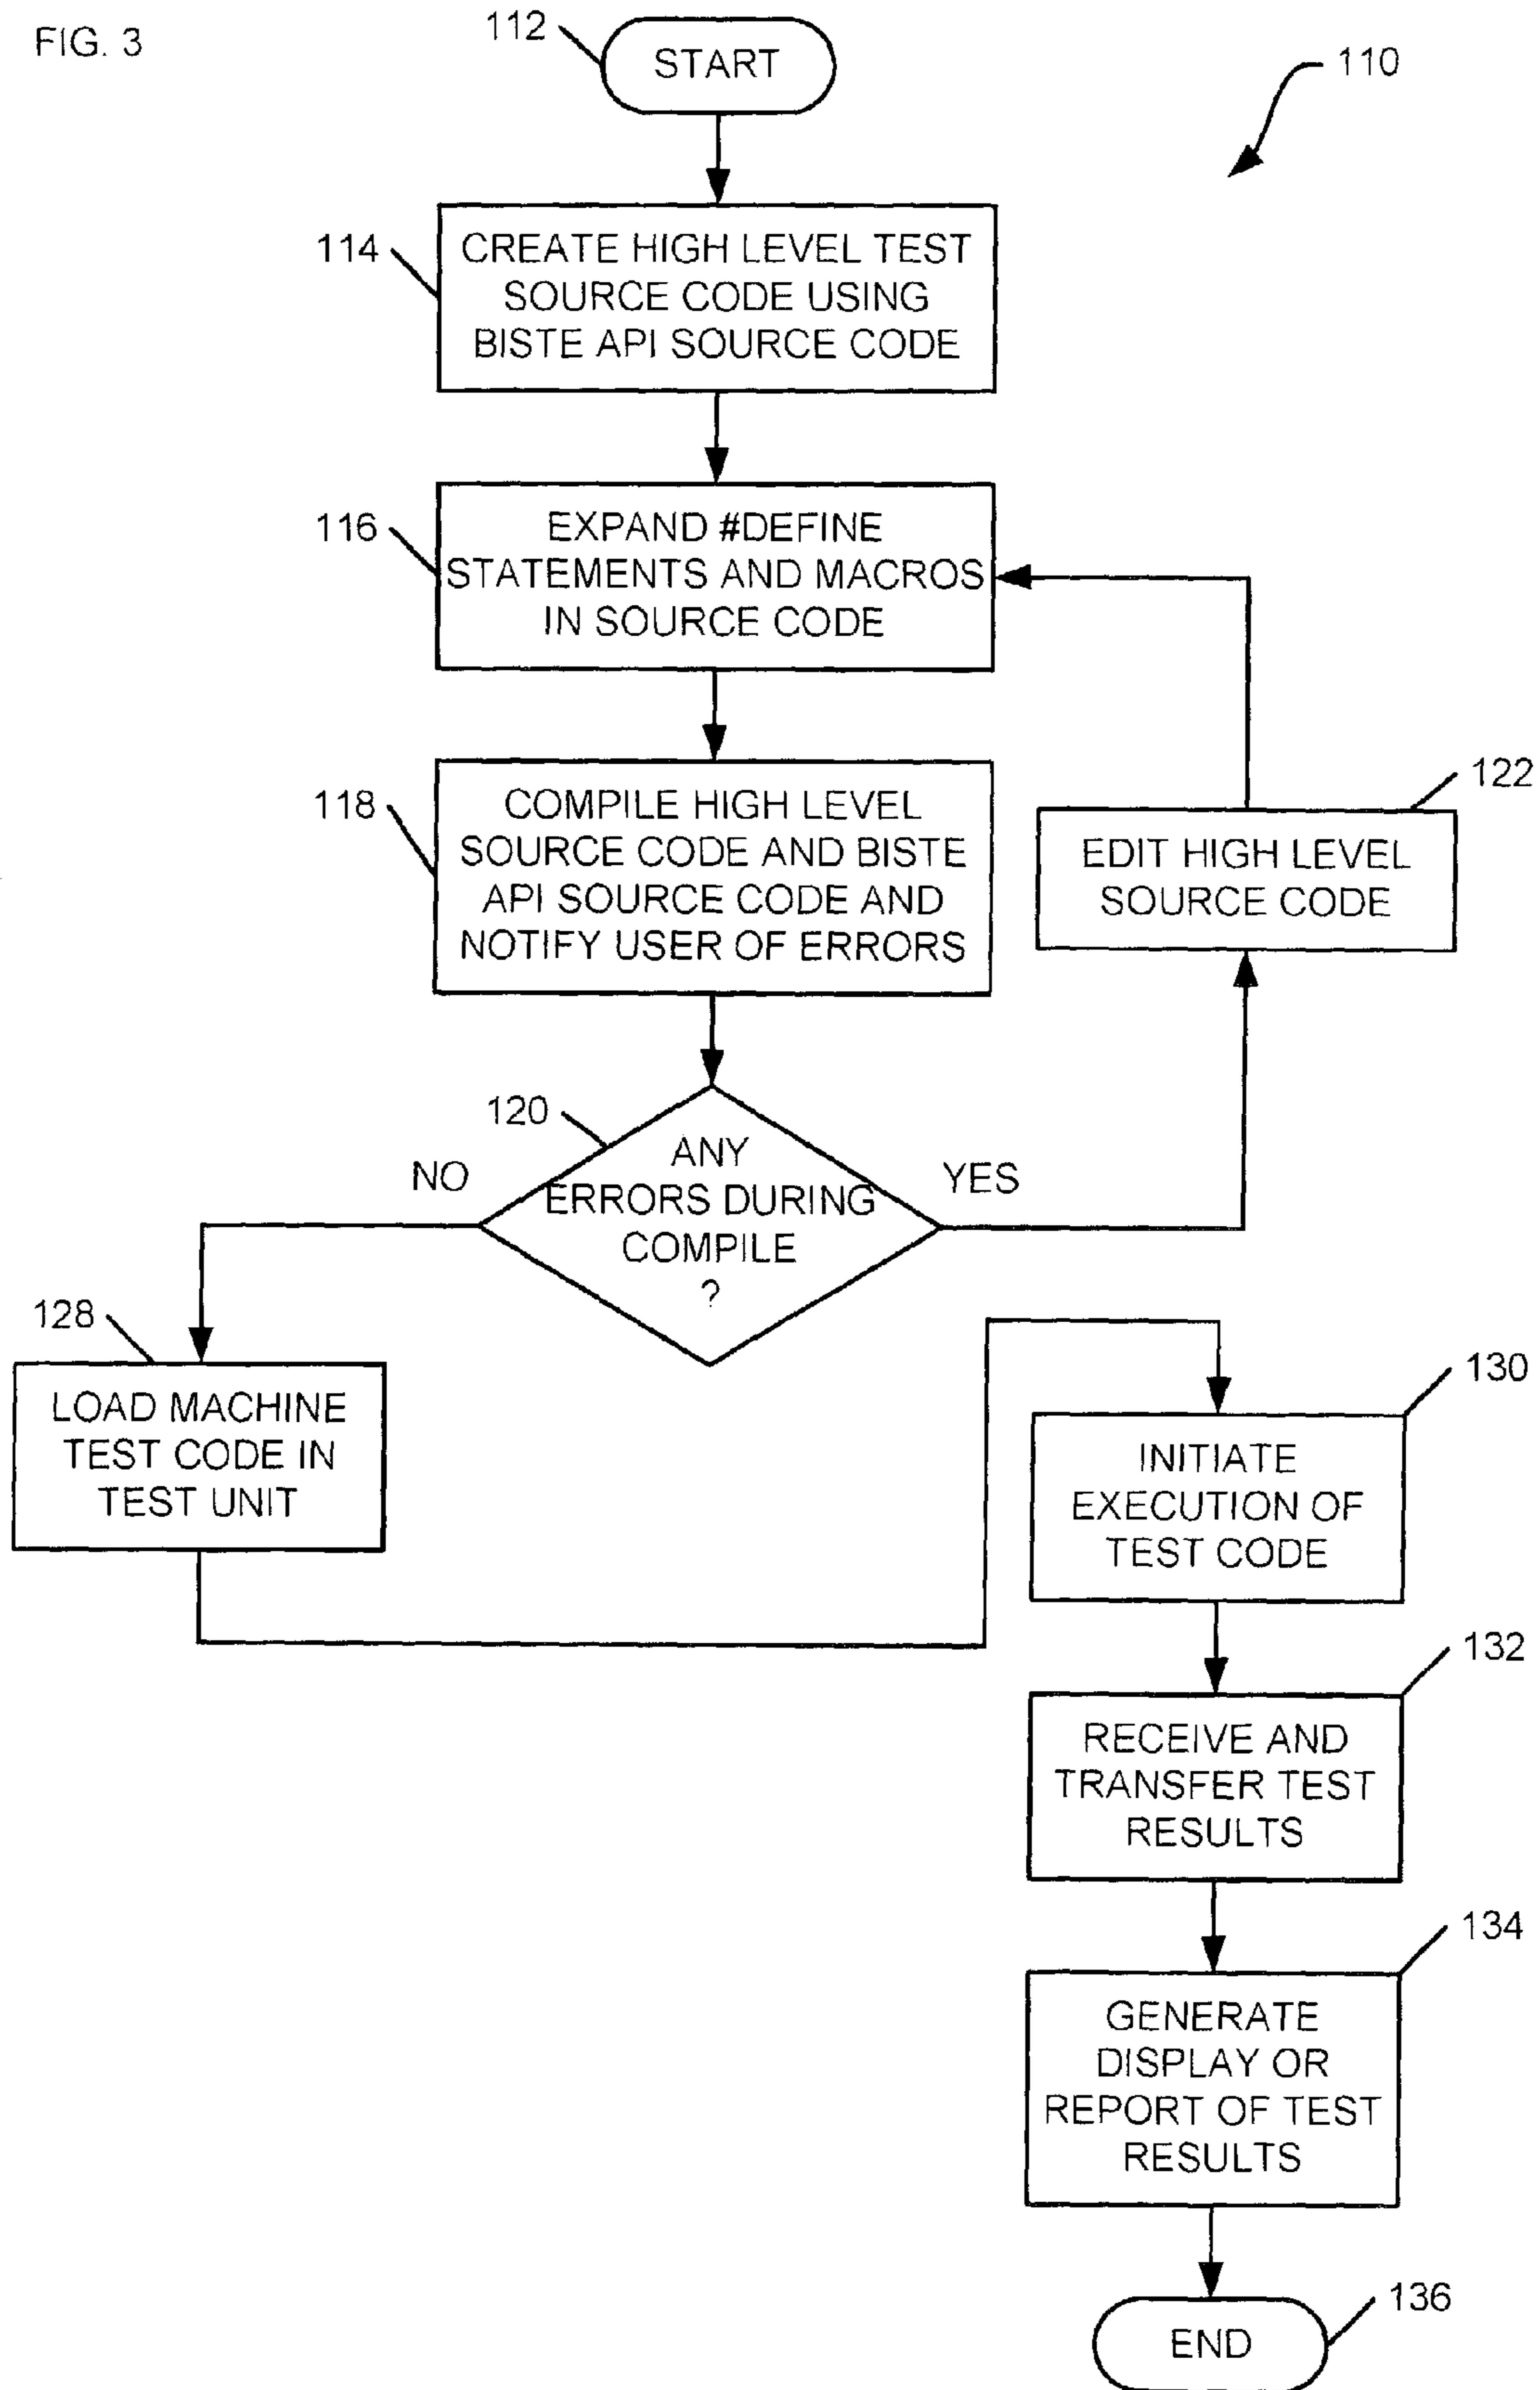 FIG. 3
112
START
110
114
CREATE HIGH LEVEL TEST
SOURCE CODE USING
BISTE API SOURCE CODE
116
EXPAND #DEFINE
STATEMENTS AND MACROS
IN SOURCE CODE
118
COMPILE HIGH LEVEL
SOURCE CODE AND BISTE
API SOURCE CODE AND
NOTIFY USER OF ERRORS
122
EDIT HIGH LEVEL
SOURCE CODE
120
ANY
ERRORS DURING
COMPILE
?
NO
YES
128
LOAD MACHINE
TEST CODE IN
TEST UNIT
130
INITIATE
EXECUTION OF
TEST CODE
132
RECEIVE AND
TRANSFER TEST
RESULTS
134
GENERATE
DISPLAY OR
REPORT OF TEST
RESULTS
136
END